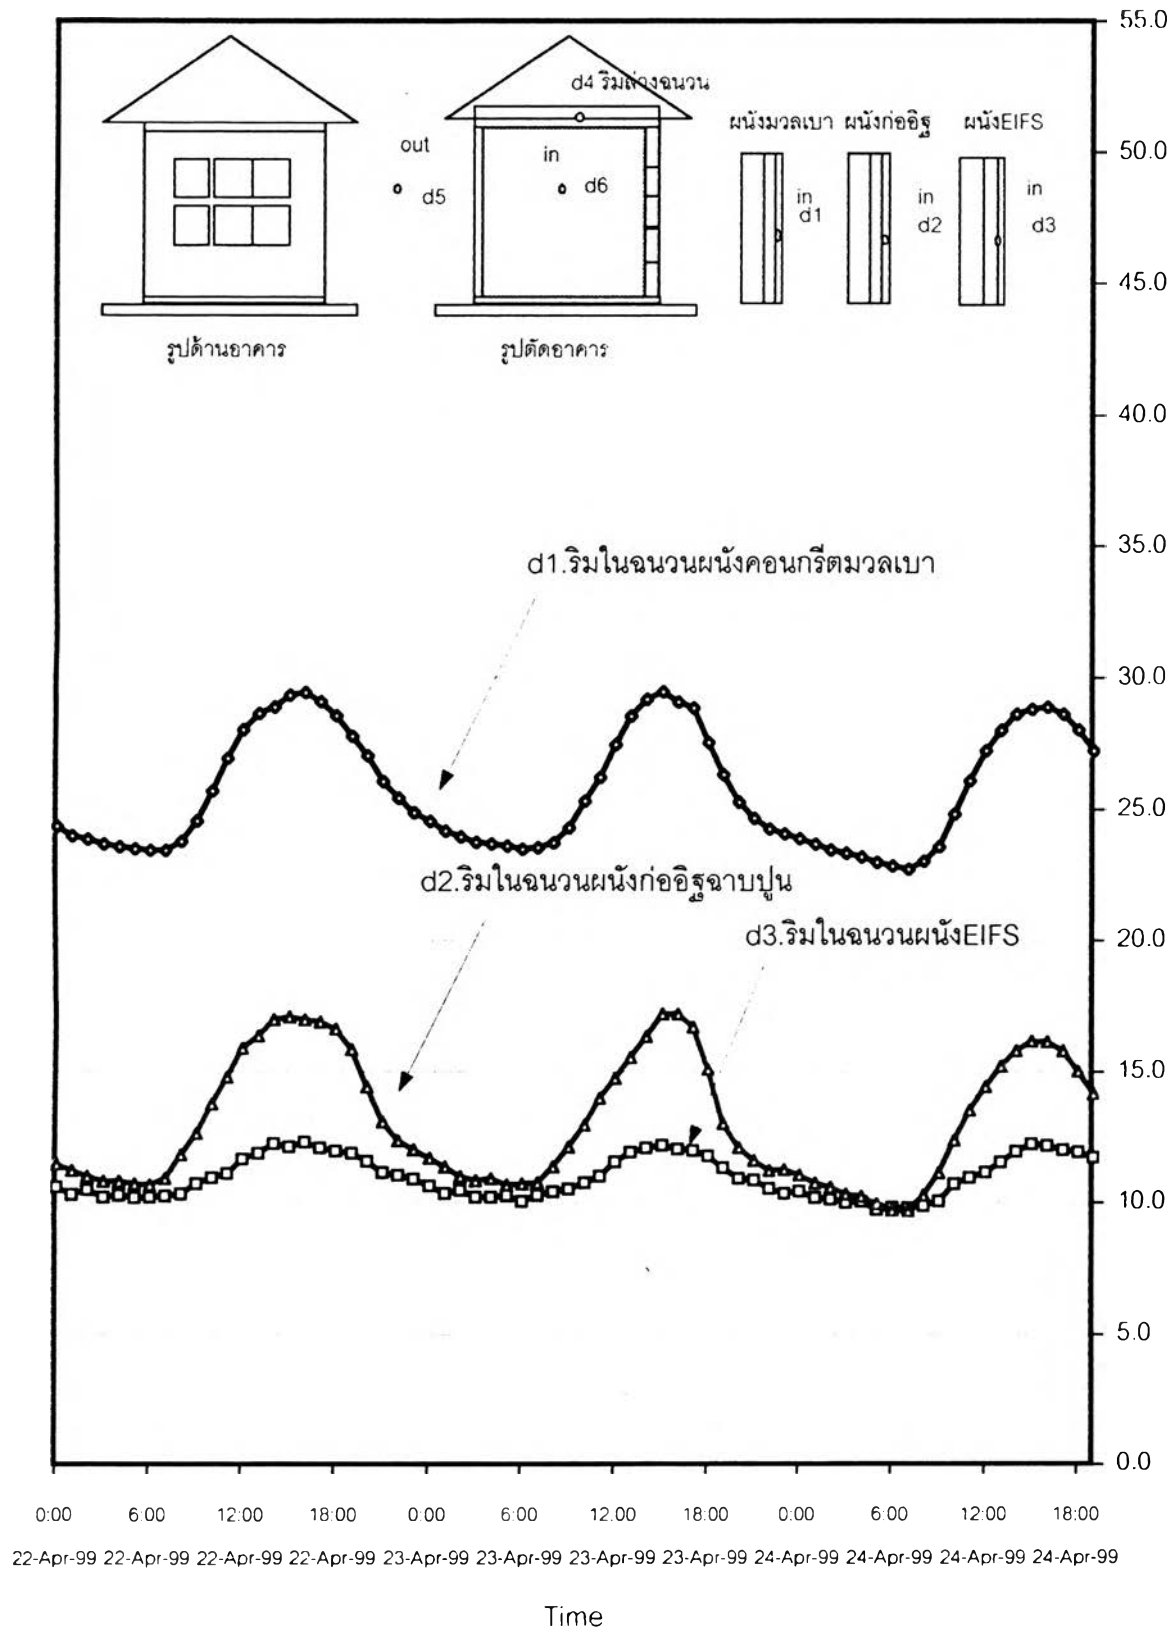 55.0
d4 ริมล่างฉนวน
ผนังมวลเบา ผนังก่ออิฐ ผนังEIFS
out in 50.0
d5 d6
in d1
in d2
in d3
45.0
รูปด้านอาคาร รูปตัดอาคาร
40.0
35.0
d1.ริมในฉนวนผนังคอนกรีตมวลเบา
30.0
25.0
d2.ริมในฉนวนผนังก่ออิฐฉาบปูน
d3.ริมในฉนวนผนังEIFS
20.0
15.0
10.0
5.0
0.0
0:00 6:00 12:00 18:00 0:00 6:00 12:00 18:00 0:00 6:00 12:00 18:00
22-Apr-99 22-Apr-99 22-Apr-99 22-Apr-99 23-Apr-99 23-Apr-99 23-Apr-99 23-Apr-99 24-Apr-99 24-Apr-99 24-Apr-99 24-Apr-99
Time